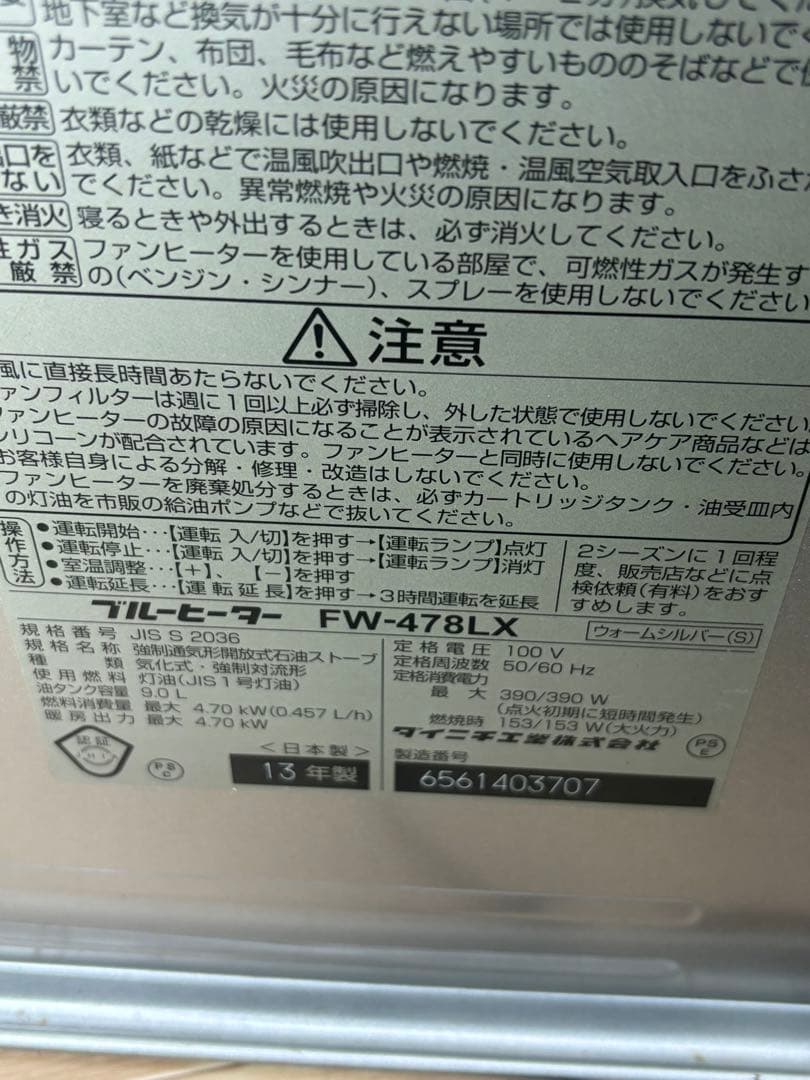 地下室など換気が十分に行えない場所では使用しないでく
物 カーテン、布団、毛布など燃えやすいもののそばなどで使
禁 いでください。火災の原因になります。
厳禁 衣類などの乾燥には使用しないでください。
出口を 衣類、紙などで温風吹出口や燃焼・温風空気取入口をふさが
ない でください。異常燃焼や火災の原因になります。
き消火 寝るときや外出するときは、必ず消火してください。
性ガス ファンヒーターを使用している部屋で、可燃性ガスが発生す
厳禁 の(ベンジン・シンナー)、スプレーを使用しないでください
注意
風に直接長時間あたらないでください。
ァンフィルターは週に1回以上必ず掃除し、外した状態で使用しないでください。
ファンヒーターの故障の原因になることが表示されているヘアケア商品などは
シリコーンが配合されています。ファンヒーターと同時に使用しないでください。
お客様自身による分解・修理・改造はしないでください。
ファンヒーターを廃棄処分するときは、必ずカートリッジタンク・油受皿内
の灯油を市販の給油ポンプなどで抜いてください。
操作方法
●運転開始･･･【運転 入/切】を押す→【運転ランプ】点灯
●運転停止･･･【運転 入/切】を押す→【運転ランプ】消灯
●室温調整･･･【+】、【−】を押す
●運転延長･･･【運転延長】を押す→3時間運転を延長
2シーズンに1回程
度、販売店などに点
検依頼(有料)をおす
すめします。
ブルーヒーター FW-478LX ウォームシルバー(S)
規格番号 JIS S 2036
規格名称 強制通気形開放式石油ストーブ
種類 気化式・強制対流形
使用燃料 灯油(JIS1号灯油)
油タンク容量 9.0 L
燃料消費量 最大 4.70 kW(0.457 L/h)
暖房出力 最大 4.70 kW
定格電圧 100 V
定格周波数 50/60 Hz
定格消費電力
最大 390/390 W
(点火初期に短時間発生)
燃焼時 153/153 W(大火力)
ダイニチ工業株式会社
認証
JHIA
PSC
<日本製>
13年製
製造番号
6561403707
PSE